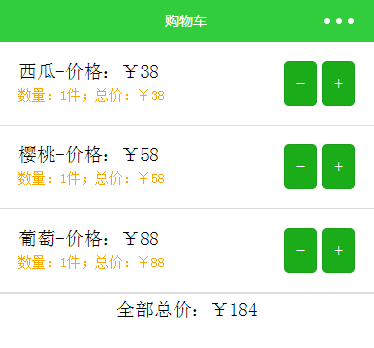 购物车
西瓜-价格：￥38
数量：1件；总价：￥38
- +
樱桃-价格：￥58
数量：1件；总价：￥58
- +
葡萄-价格：￥88
数量：1件；总价：￥88
- +
全部总价：￥184